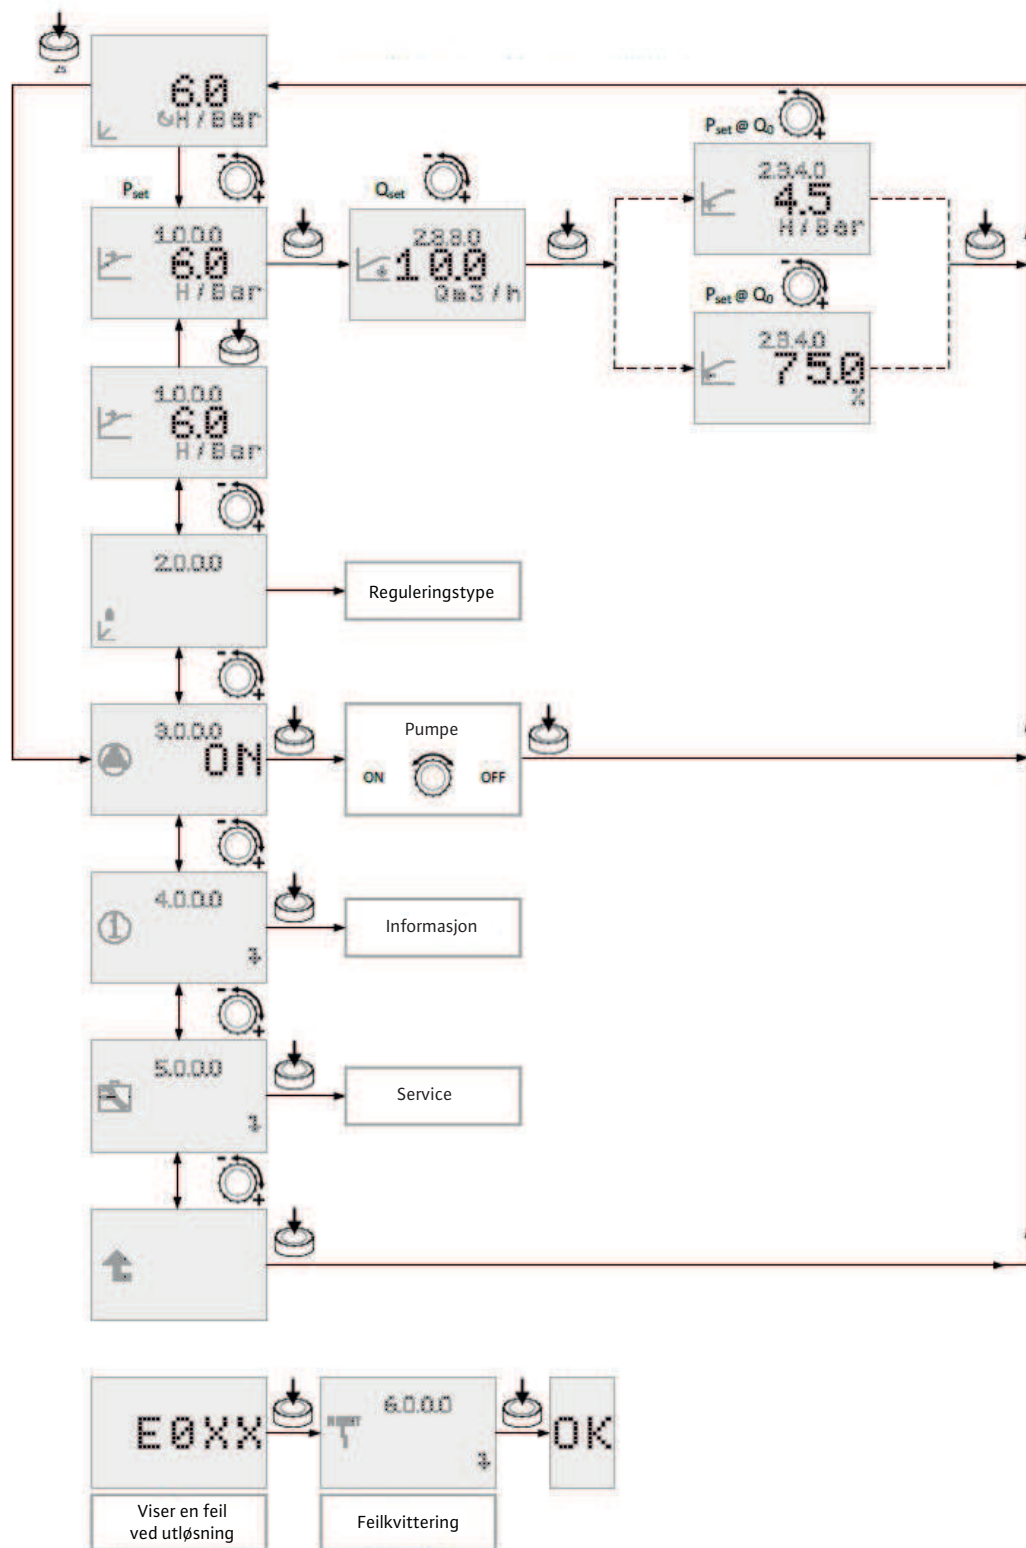 2s
6.0
H/Bar
Pset
1.0.0.0
6.0
H/Bar
Qset
2.3.3.0
10.0
Qm3/h
Pset @ Q0
2.3.4.0
4.5
H/Bar
Pset @ Q0
2.3.4.0
75.0
%
1.0.0.0
6.0
H/Bar
2.0.0.0
Reguleringstype
3.0.0.0
ON
Pumpe
ON
OFF
4.0.0.0
Informasjon
5.0.0.0
Service
E0XX
RESET
6.0.0.0
OK
Viser en feil
ved utløsning
Feilkvittering